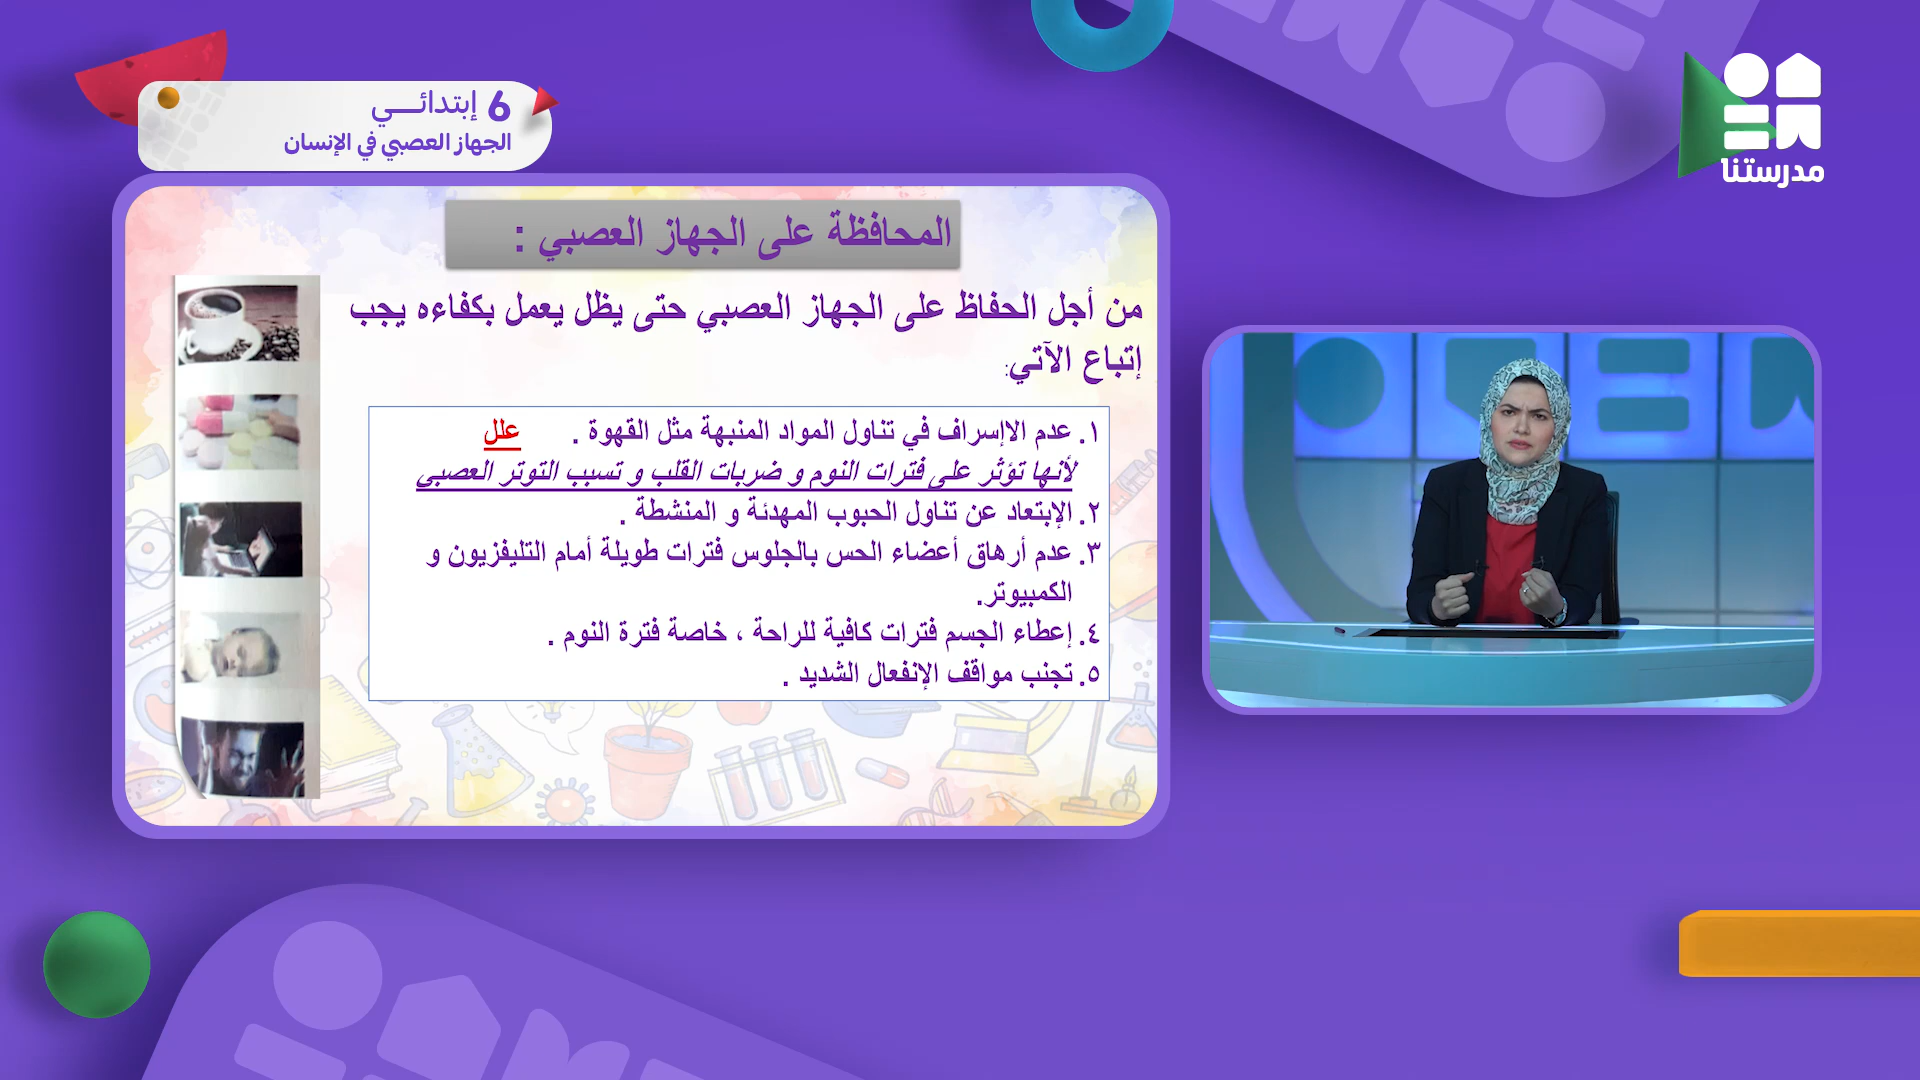 6 إبتدائي
الجهاز العصبي في الإنسان
مدرستنا
المحافظة على الجهاز العصبي :
من أجل الحفاظ على الجهاز العصبي حتى يظل يعمل بكفاءه يجب
إتباع الآتي:
١. عدم الاإسراف في تناول المواد المنبهة مثل القهوة . علل
لأنها تؤثر على فترات النوم و ضربات القلب و تسبب التوتر العصبي
٢. الإبتعاد عن تناول الحبوب المهدئة و المنشطة .
٣. عدم أرهاق أعضاء الحس بالجلوس فترات طويلة أمام التليفزيون و
الكمبيوتر.
٤. إعطاء الجسم فترات كافية للراحة ، خاصة فترة النوم .
٥. تجنب مواقف الإنفعال الشديد .